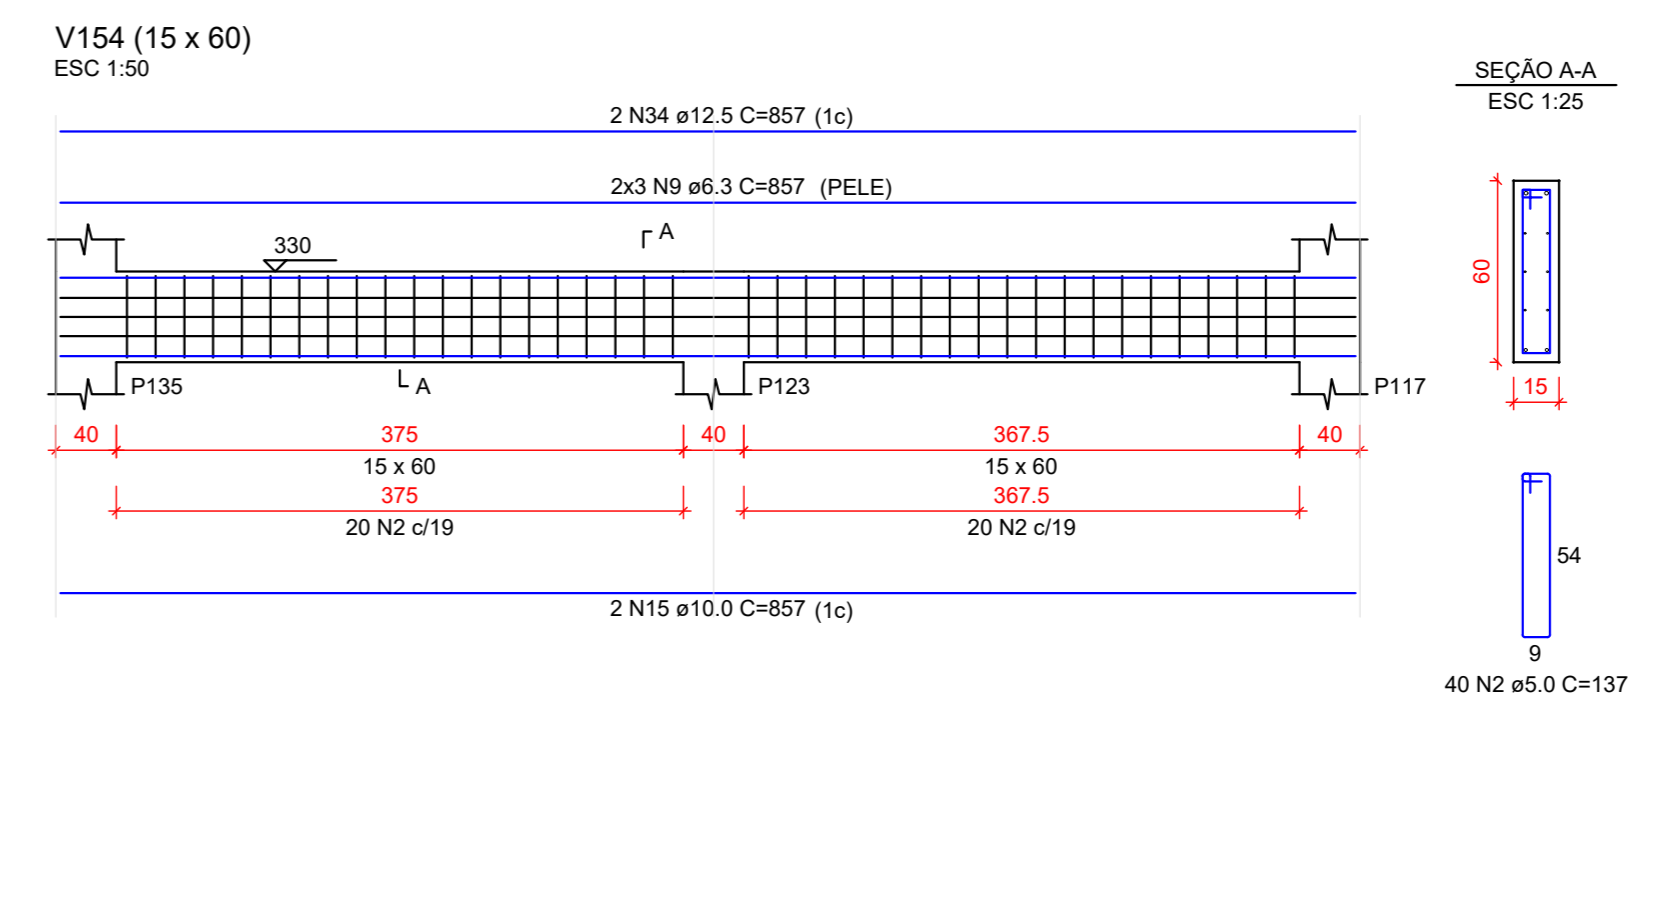 V154 (15 x 60)
ESC 1:50
SEÇÃO A-A
ESC 1:25
2 N34 ø12.5 C=857 (1c)
2x3 N9 ø6.3 C=857 (PELE)
A
330
60
A
P135
P123
P117
15
40
375
40
367.5
40
15 x 60
15 x 60
375
367.5
20 N2 c/19
20 N2 c/19
54
2 N15 ø10.0 C=857 (1c)
9
40 N2 ø5.0 C=137